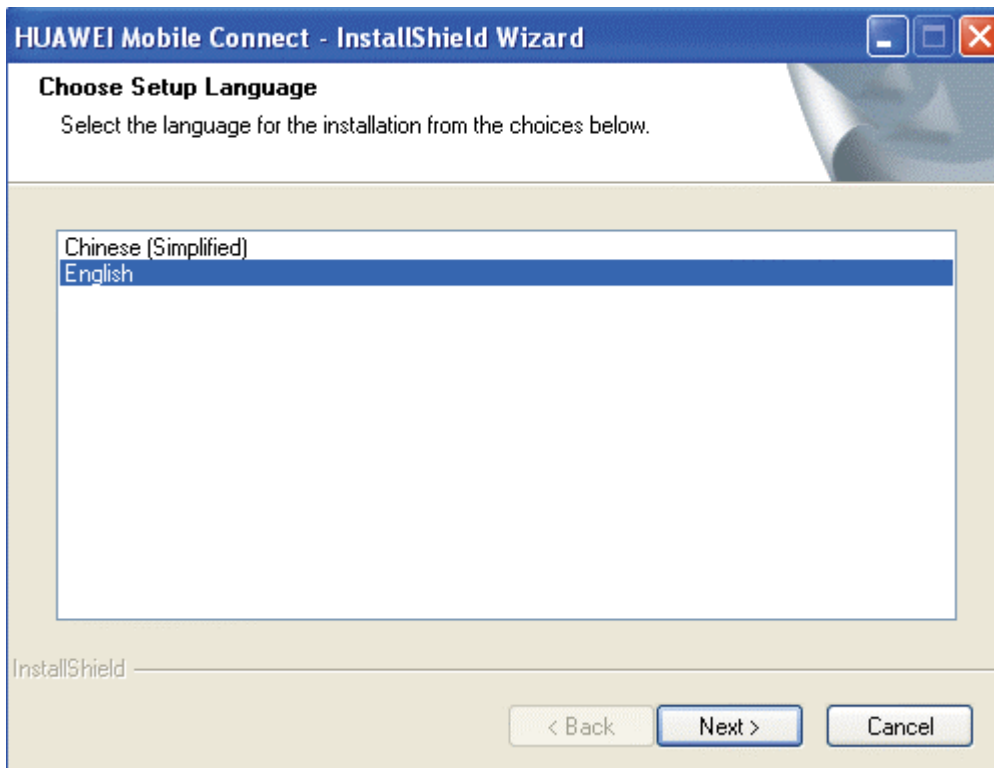 HUAWEI Mobile Connect - InstallShield Wizard
Choose Setup Language
Select the language for the installation from the choices below.
Chinese (Simplified)
English
InstallShield
< Back
Next >
Cancel